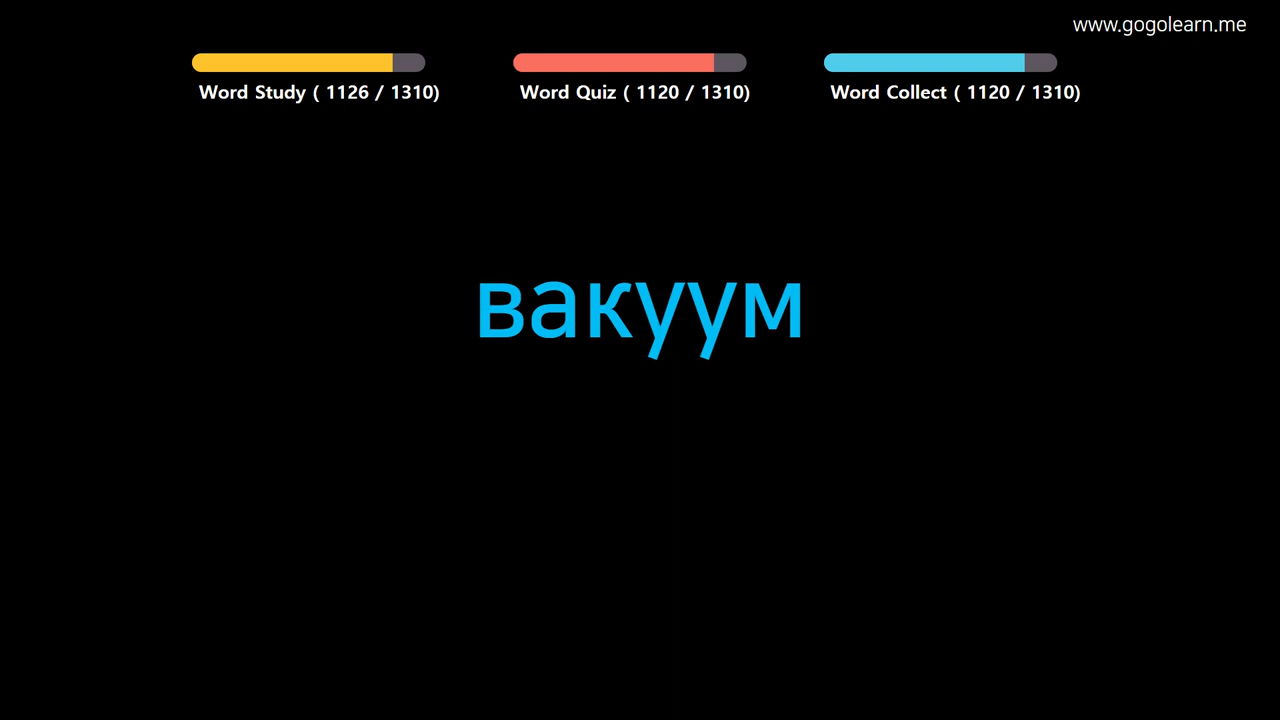 www.gogolearn.me
Word Study ( 1126 / 1310)
Word Quiz ( 1120 / 1310)
Word Collect ( 1120 / 1310)
вакуум